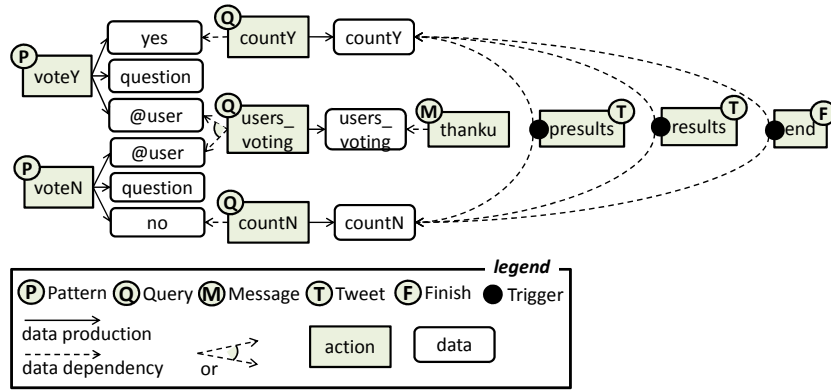 P
voteY
yes
question
@user
Q
countY
countY
Q
users_
voting
users_
voting
M
thanku
T
presults
T
results
F
end
P
voteN
@user
question
no
Q
countN
countN
legend
P Pattern Q Query M Message T Tweet F Finish Trigger
data production
data dependency
or
action
data